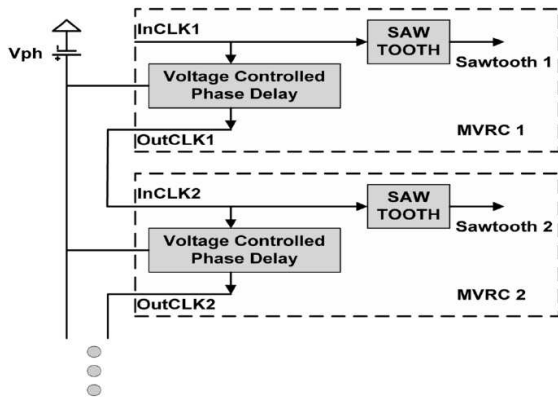 InCLK1
SAW
TOOTH
Vph
Sawtooth 1
Voltage Controlled
Phase Delay
OutCLK1
MVRC 1
InCLK2
SAW
TOOTH
Sawtooth 2
Voltage Controlled
Phase Delay
OutCLK2
MVRC 2